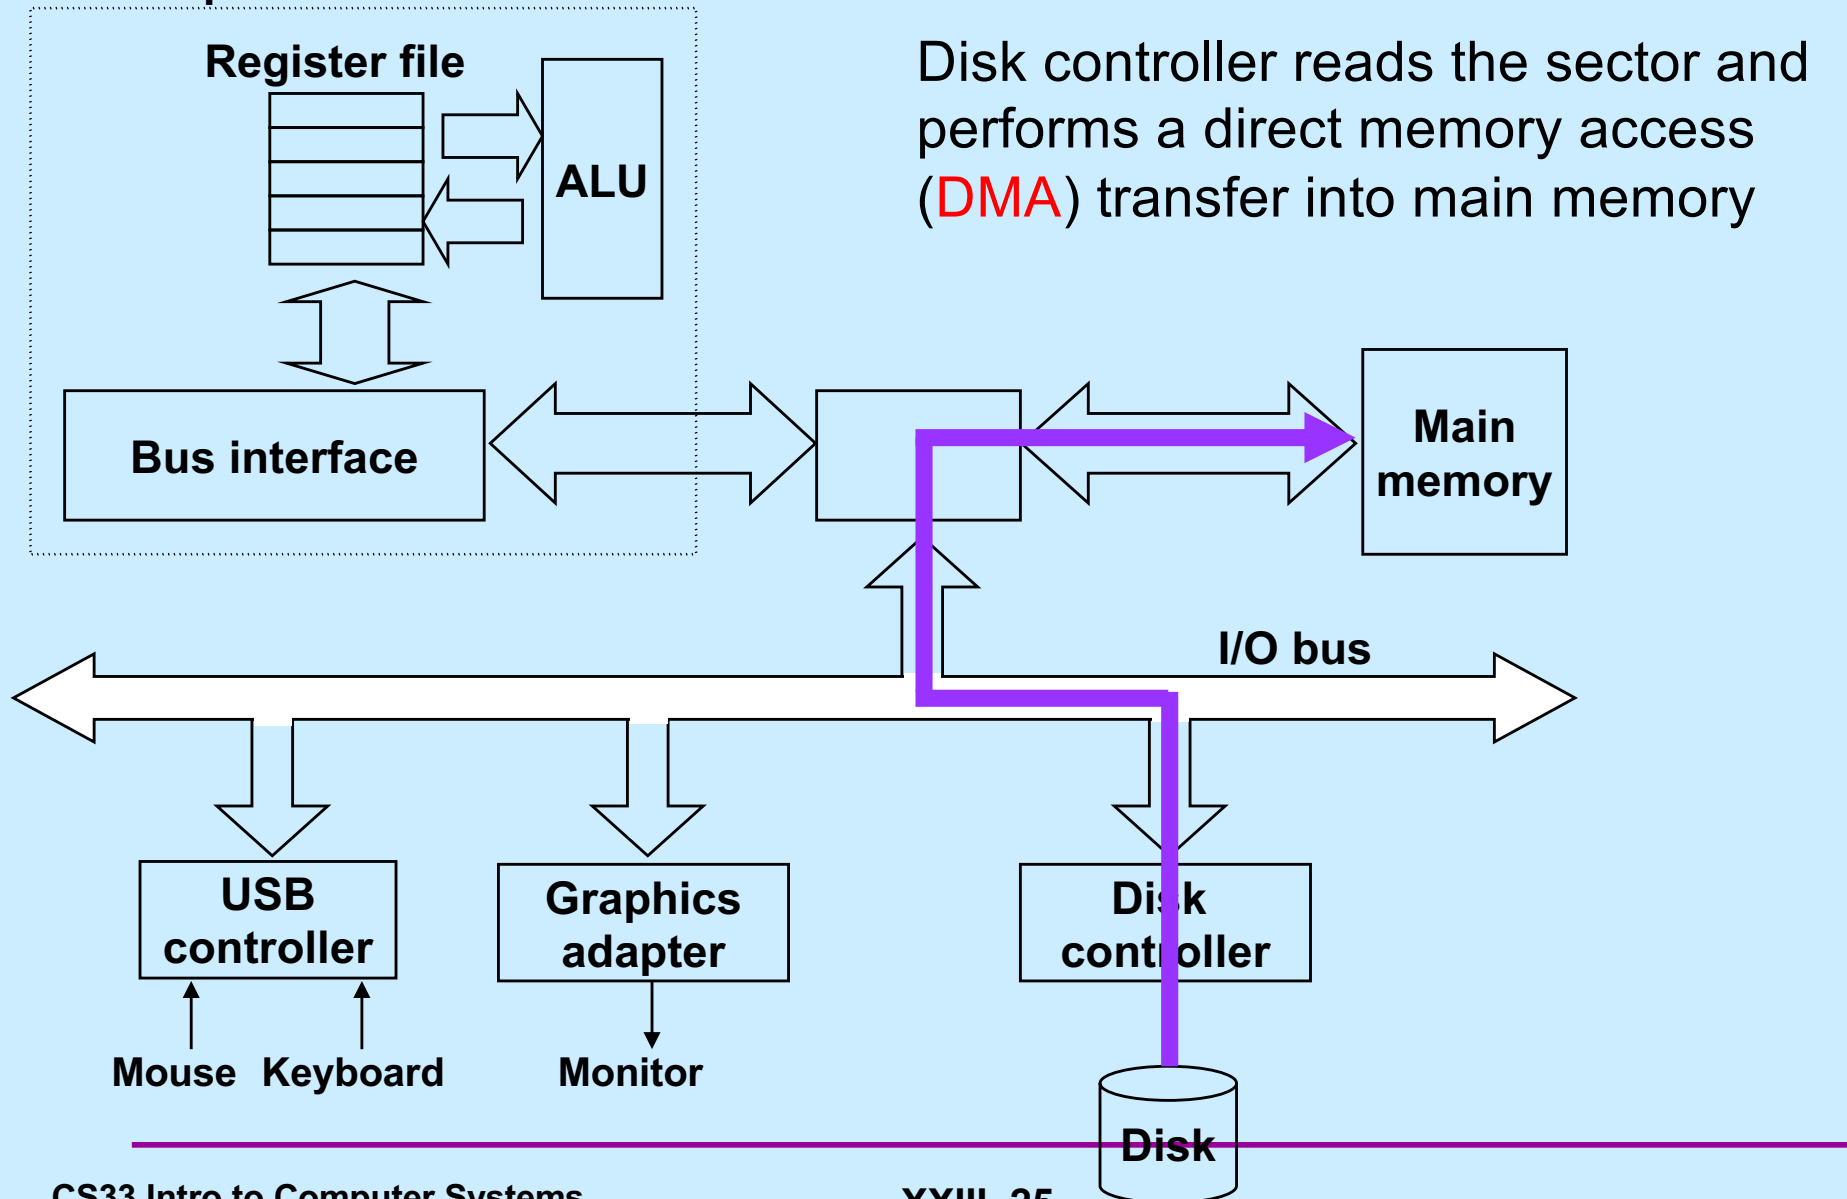 Register file
ALU
Disk controller reads the sector and
performs a direct memory access
(DMA) transfer into main memory
Bus interface
Main
memory
I/O bus
USB
controller
Graphics
adapter
Disk
controller
Mouse
Keyboard
Monitor
Disk
CS33 Intro to Computer Systems